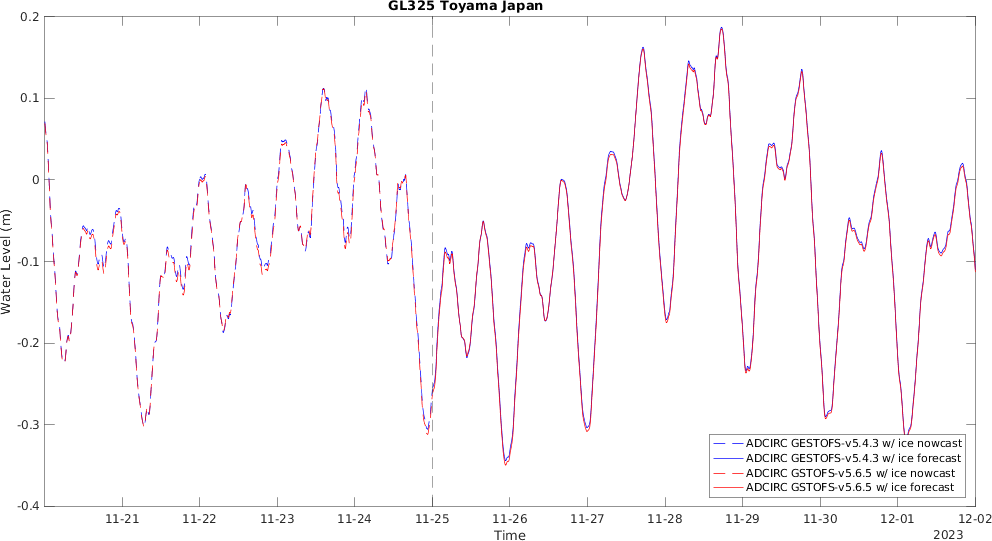 GL325 Toyama Japan
0.2
0.1
0
-0.1
-0.2
-0.3
-0.4
Water Level (m)
11-21
11-22
11-23
11-24
11-25
11-26
11-27
11-28
11-29
11-30
12-01
12-02
Time
2023
ADCIRC GESTOFS-v5.4.3 w/ ice nowcast
ADCIRC GESTOFS-v5.4.3 w/ ice forecast
ADCIRC GSTOFS-v5.6.5 w/ ice nowcast
ADCIRC GSTOFS-v5.6.5 w/ ice forecast